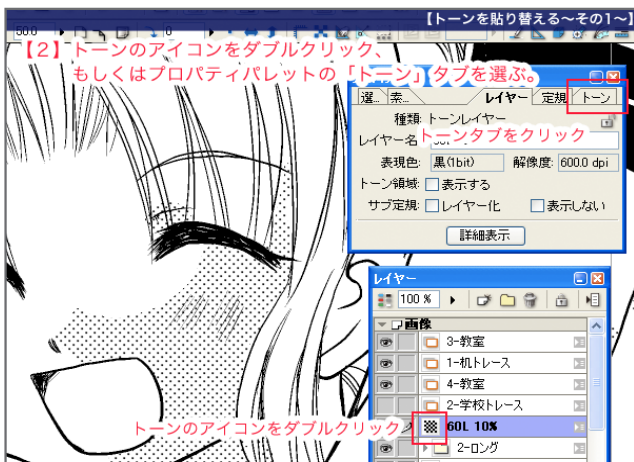 【トーンを貼り替える～その1～】
500
【2】トーンのアイコンをダブルクリック、
もしくはプロパティパレットの「トーン」タブを選ぶ。
選... 素... レイヤー 定規 トーン
種類: トーンレイヤー
トーンタブをクリック
レイヤー名
表現色: 黒(1bit) 解像度: 600.0 dpi
トーン領域: 表示する
サブ定規: レイヤー化 表示しない
詳細表示
レイヤー
100 %
画像
3-教室
1-机トレース
4-教室
2-学校トレース
トーンのアイコンをダブルクリック
60L 10%
2-ロング